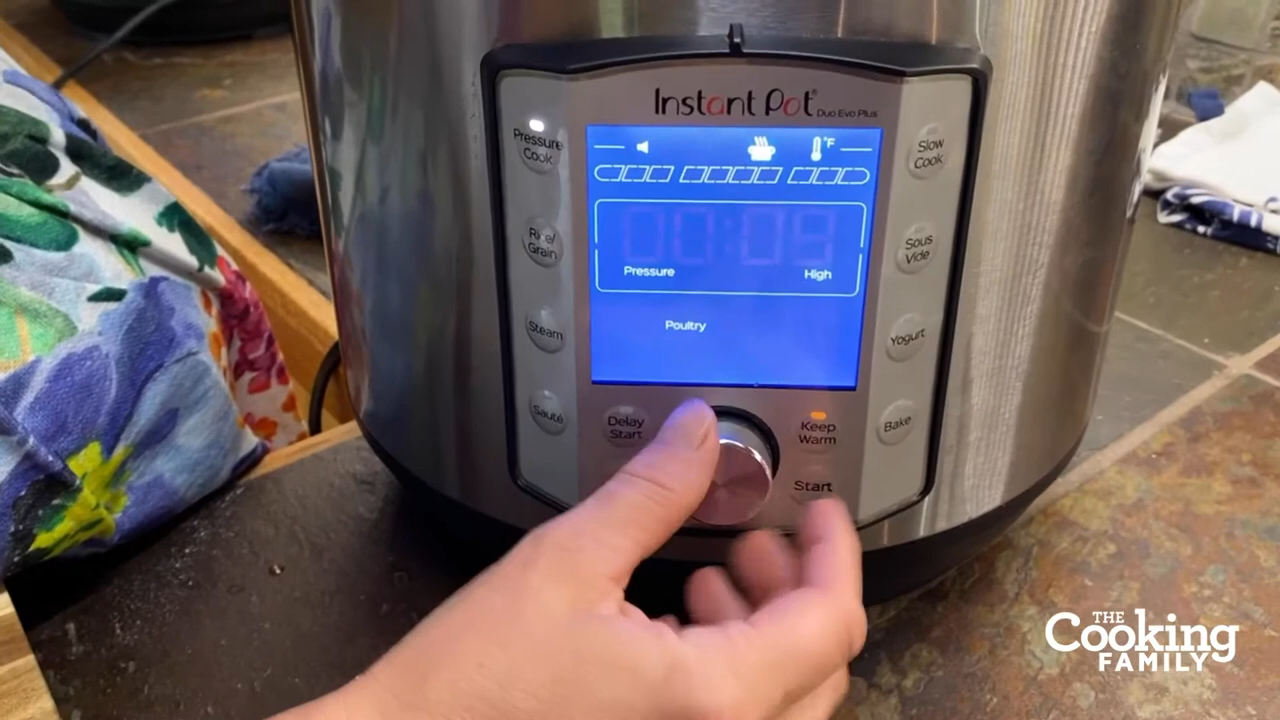 Instant Pot®
Duo Evo Plus
Pressure
Cook
Rice/
Grain
Steam
Sauté
°F
00:09
Pressure High
Poultry
Slow
Cook
Sous
Vide
Yogurt
Bake
Delay
Start
Keep
Warm
Start
THE
Cooking
FAMILY